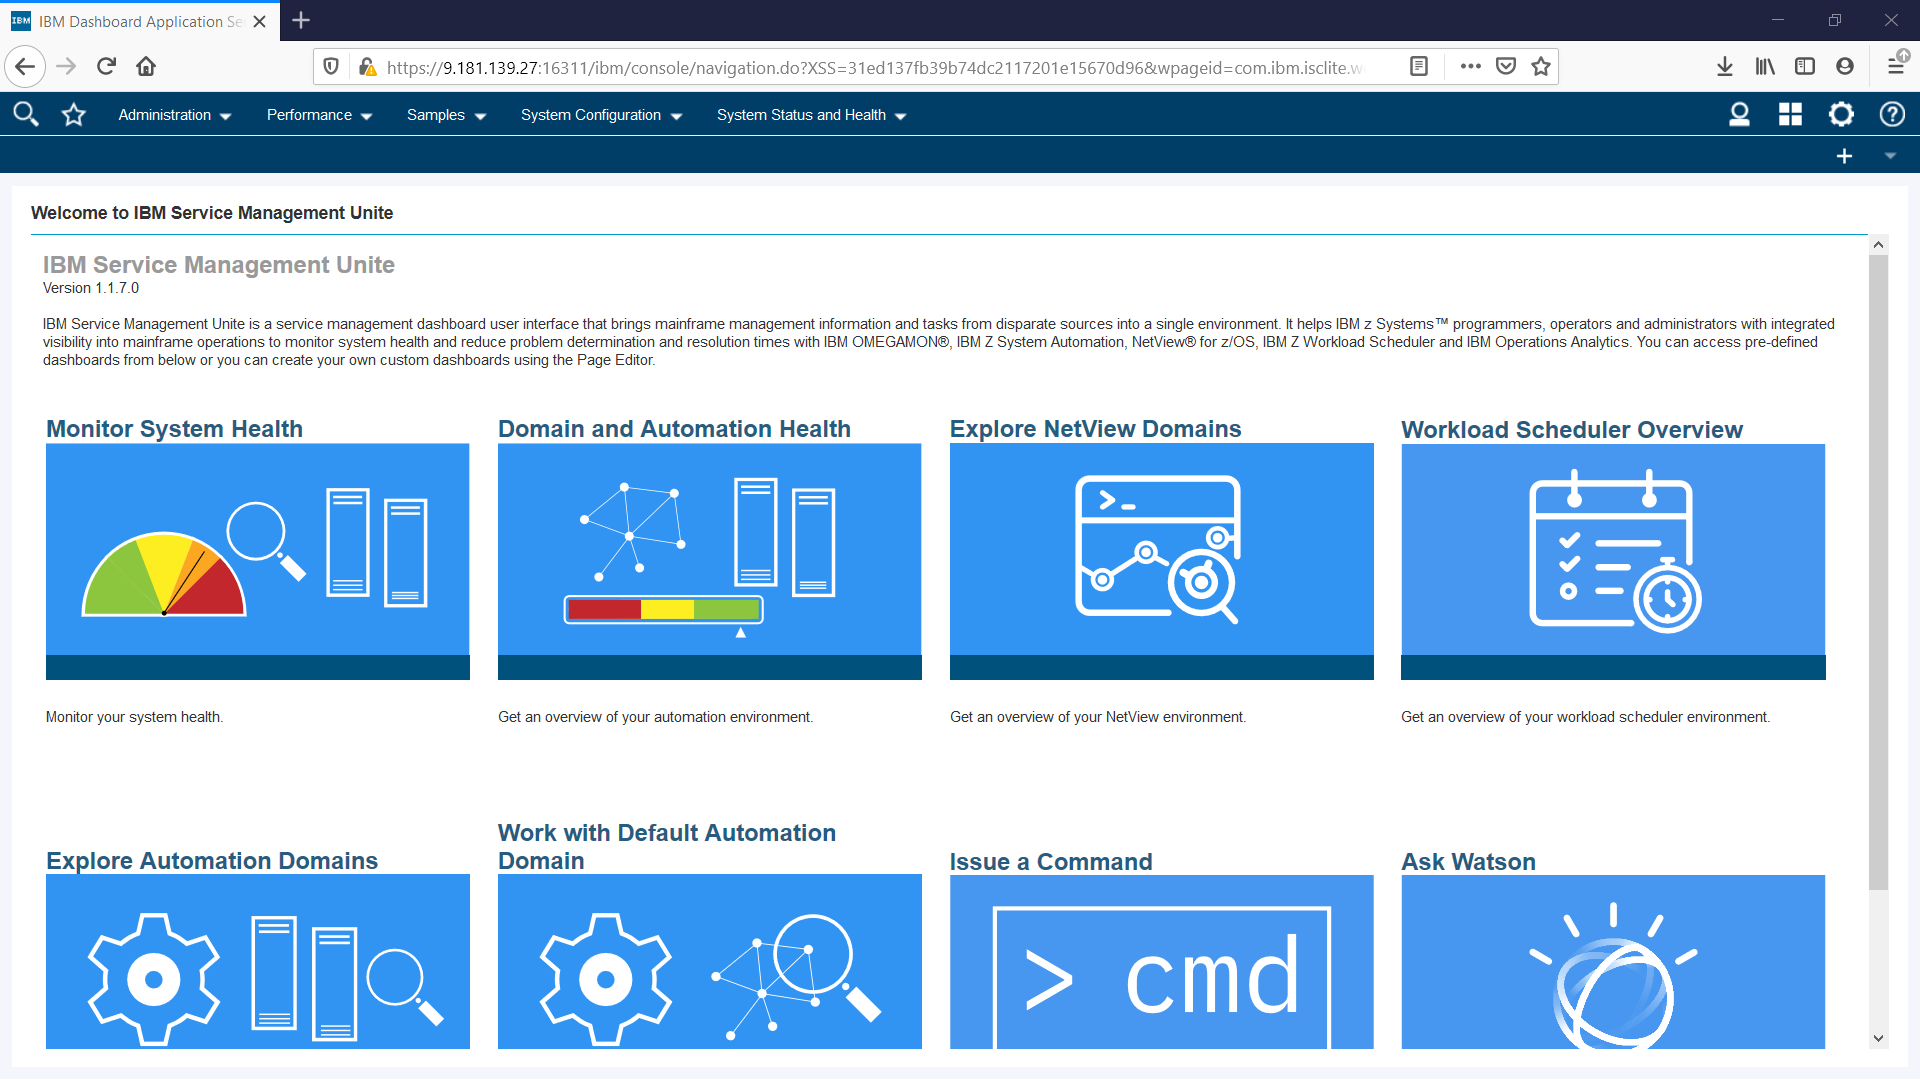 IBM
IBM Dashboard Application Se
https://9.181.139.27:16311/ibm/console/navigation.do?XSS=31ed137fb39b74dc2117201e15670d96&wpageid=com.ibm.isclite.w
Administration
Performance
Samples
System Configuration
System Status and Health
Welcome to IBM Service Management Unite
IBM Service Management Unite
Version 1.1.7.0
IBM Service Management Unite is a service management dashboard user interface that brings mainframe management information and tasks from disparate sources into a single environment. It helps IBM z Systems™ programmers, operators and administrators with integrated
visibility into mainframe operations to monitor system health and reduce problem determination and resolution times with IBM OMEGAMON®, IBM Z System Automation, NetView® for z/OS, IBM Z Workload Scheduler and IBM Operations Analytics. You can access pre-defined
dashboards from below or you can create your own custom dashboards using the Page Editor.
Monitor System Health
Monitor your system health.
Domain and Automation Health
Get an overview of your automation environment.
Explore NetView Domains
>_
Get an overview of your NetView environment.
Workload Scheduler Overview
Get an overview of your workload scheduler environment.
Explore Automation Domains
Work with Default Automation
Domain
Issue a Command
> cmd
Ask Watson